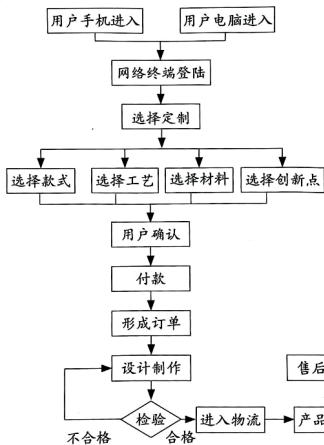 用户手机进入 用户电脑进入
网络终端登陆
选择定制
选择款式 选择工艺 选择材料 选择创新点
用户确认
付款
形成订单
设计制作 售后
检验 进入物流 产品
不合格 合格